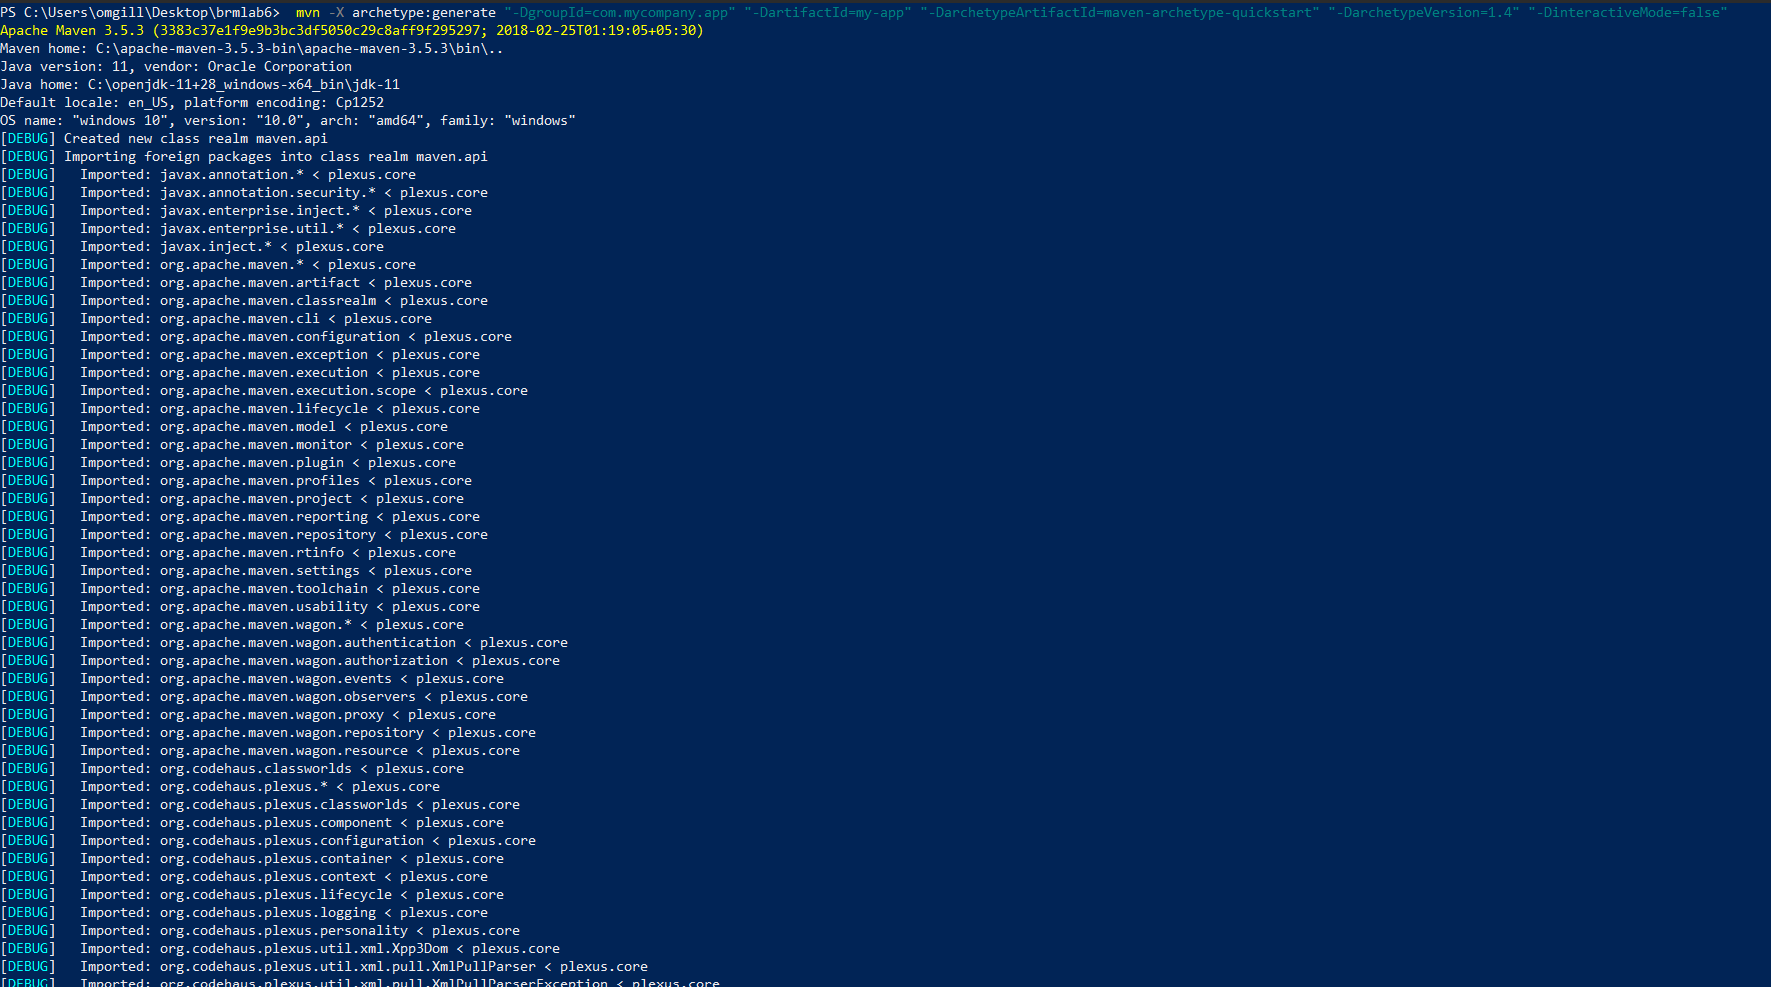 PS C:\Users\omgill\Desktop\brmlab6>  mvn -X archetype:generate "-DgroupId=com.mycompany.app" "-DartifactId=my-app" "-DarchetypeArtifactId=maven-archetype-quickstart" "-DarchetypeVersion=1.4" "-DinteractiveMode=false"
Apache Maven 3.5.3 (3383c37e1f9e9b3bc3df5050c29c8aff9f295297; 2018-02-25T01:19:05+05:30)
Maven home: C:\apache-maven-3.5.3-bin\apache-maven-3.5.3\bin\..
Java version: 11, vendor: Oracle Corporation
Java home: C:\openjdk-11+28_windows-x64_bin\jdk-11
Default locale: en_US, platform encoding: Cp1252
OS name: "windows 10", version: "10.0", arch: "amd64", family: "windows"
[DEBUG] Created new class realm maven.api
[DEBUG] Importing foreign packages into class realm maven.api
[DEBUG]   Imported: javax.annotation.* < plexus.core
[DEBUG]   Imported: javax.annotation.security.* < plexus.core
[DEBUG]   Imported: javax.enterprise.inject.* < plexus.core
[DEBUG]   Imported: javax.enterprise.util.* < plexus.core
[DEBUG]   Imported: javax.inject.* < plexus.core
[DEBUG]   Imported: org.apache.maven.* < plexus.core
[DEBUG]   Imported: org.apache.maven.artifact < plexus.core
[DEBUG]   Imported: org.apache.maven.classrealm < plexus.core
[DEBUG]   Imported: org.apache.maven.cli < plexus.core
[DEBUG]   Imported: org.apache.maven.configuration < plexus.core
[DEBUG]   Imported: org.apache.maven.exception < plexus.core
[DEBUG]   Imported: org.apache.maven.execution < plexus.core
[DEBUG]   Imported: org.apache.maven.execution.scope < plexus.core
[DEBUG]   Imported: org.apache.maven.lifecycle < plexus.core
[DEBUG]   Imported: org.apache.maven.model < plexus.core
[DEBUG]   Imported: org.apache.maven.monitor < plexus.core
[DEBUG]   Imported: org.apache.maven.plugin < plexus.core
[DEBUG]   Imported: org.apache.maven.profiles < plexus.core
[DEBUG]   Imported: org.apache.maven.project < plexus.core
[DEBUG]   Imported: org.apache.maven.reporting < plexus.core
[DEBUG]   Imported: org.apache.maven.repository < plexus.core
[DEBUG]   Imported: org.apache.maven.rtinfo < plexus.core
[DEBUG]   Imported: org.apache.maven.settings < plexus.core
[DEBUG]   Imported: org.apache.maven.toolchain < plexus.core
[DEBUG]   Imported: org.apache.maven.usability < plexus.core
[DEBUG]   Imported: org.apache.maven.wagon.* < plexus.core
[DEBUG]   Imported: org.apache.maven.wagon.authentication < plexus.core
[DEBUG]   Imported: org.apache.maven.wagon.authorization < plexus.core
[DEBUG]   Imported: org.apache.maven.wagon.events < plexus.core
[DEBUG]   Imported: org.apache.maven.wagon.observers < plexus.core
[DEBUG]   Imported: org.apache.maven.wagon.proxy < plexus.core
[DEBUG]   Imported: org.apache.maven.wagon.repository < plexus.core
[DEBUG]   Imported: org.apache.maven.wagon.resource < plexus.core
[DEBUG]   Imported: org.codehaus.classworlds < plexus.core
[DEBUG]   Imported: org.codehaus.plexus.* < plexus.core
[DEBUG]   Imported: org.codehaus.plexus.classworlds < plexus.core
[DEBUG]   Imported: org.codehaus.plexus.component < plexus.core
[DEBUG]   Imported: org.codehaus.plexus.configuration < plexus.core
[DEBUG]   Imported: org.codehaus.plexus.container < plexus.core
[DEBUG]   Imported: org.codehaus.plexus.context < plexus.core
[DEBUG]   Imported: org.codehaus.plexus.lifecycle < plexus.core
[DEBUG]   Imported: org.codehaus.plexus.logging < plexus.core
[DEBUG]   Imported: org.codehaus.plexus.personality < plexus.core
[DEBUG]   Imported: org.codehaus.plexus.util.xml.Xpp3Dom < plexus.core
[DEBUG]   Imported: org.codehaus.plexus.util.xml.pull.XmlPullParser < plexus.core
[DEBUG]   Imported: org.codehaus.plexus.util.xml.pull.XmlPullParserException < plexus.core